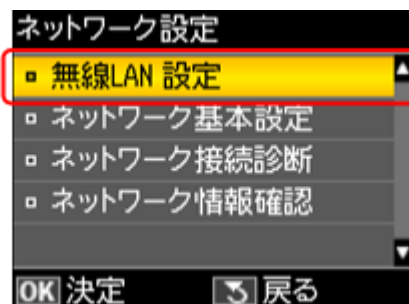 ネットワーク設定
無線LAN 設定
ネットワーク基本設定
ネットワーク接続診断
ネットワーク情報確認
OK 決定 戻る